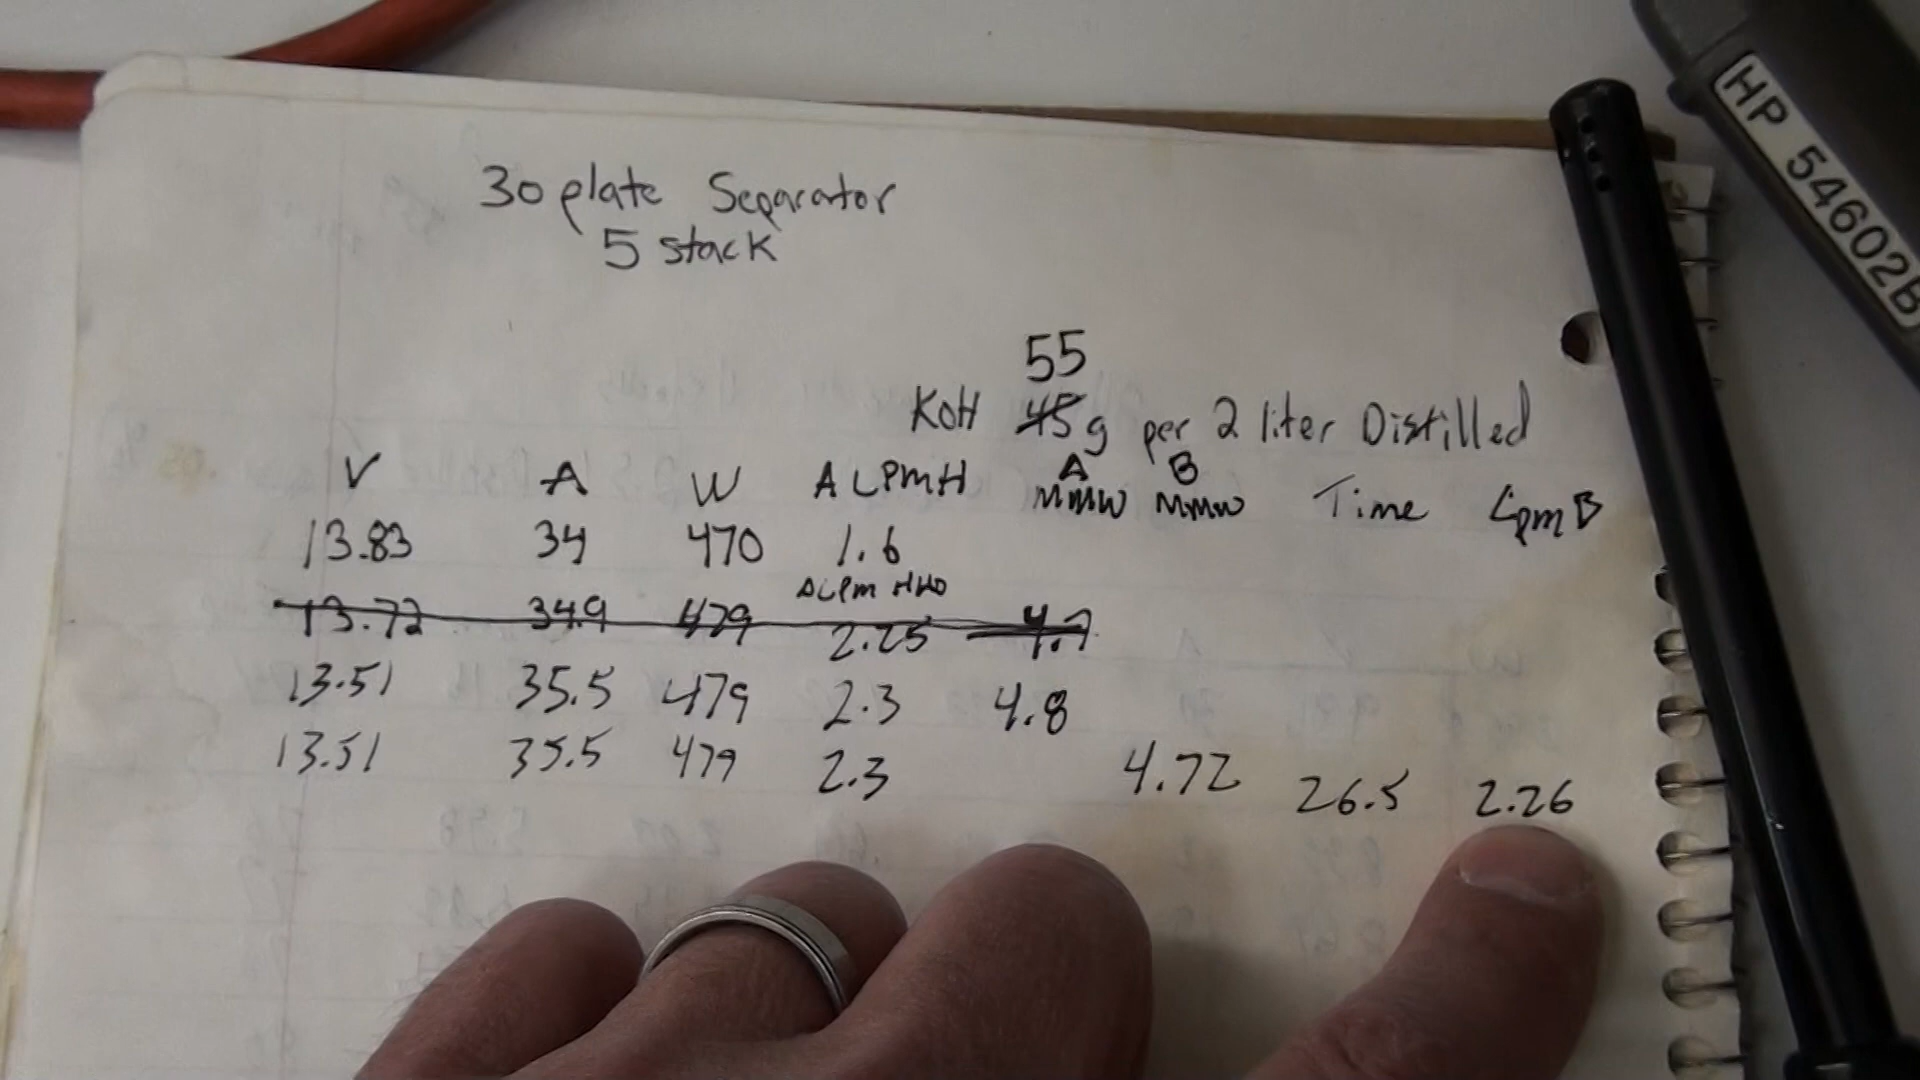 30 plate Separator
5 stack
55
KOH 45g per 2 liter Distilled
V A W ALPMH A MMW B MMW Time LpmB
13.83 34 470 1.6
ALPM HHO
13.72 34.9 479 2.25 4.7
13.51 35.5 479 2.3 4.8
13.51 35.5 479 2.3 4.72 26.5 2.26
HP 54602B